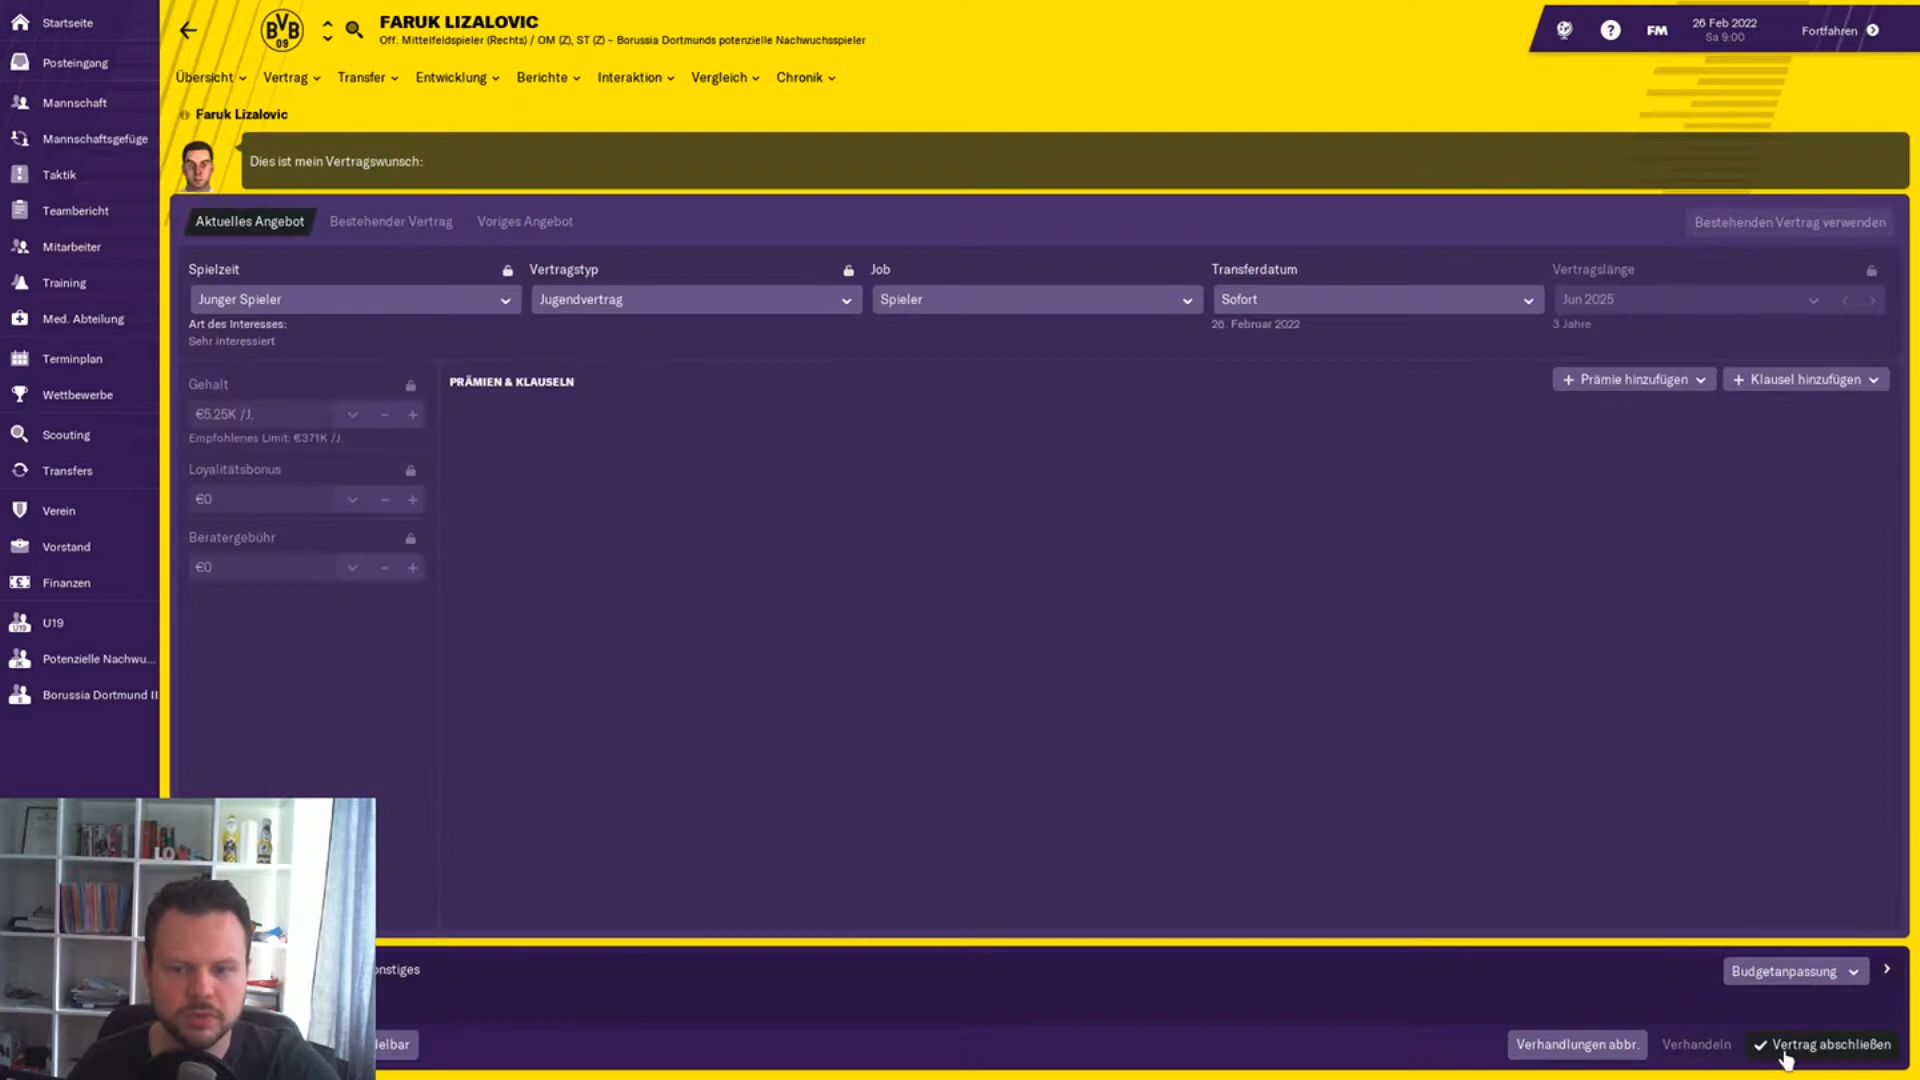 Startseite
Posteingang
Mannschaft
Mannschaftsgefüge
Taktik
Teambericht
Mitarbeiter
Training
Med. Abteilung
Terminplan
Wettbewerbe
Scouting
Transfers
Verein
Vorstand
Finanzen
U19
Potenzielle Nachwu...
Borussia Dortmund II
BVB 09
FARUK LIZALOVIC
Off. Mittelfeldspieler (Rechts) / OM (Z), ST (Z) - Borussia Dortmunds potenzielle Nachwuchsspieler
FM
26 Feb 2022
Sa 9:00
Fortfahren
Übersicht Vertrag Transfer Entwicklung Berichte Interaktion Vergleich Chronik
Faruk Lizalovic
Dies ist mein Vertragswunsch:
Aktuelles Angebot Bestehender Vertrag Voriges Angebot Bestehenden Vertrag verwenden
Spielzeit Vertragstyp Job Transferdatum Vertragslänge
Junger Spieler Jugendvertrag Spieler Sofort Jun 2025
Art des Interesses: 26. Februar 2022 3 Jahre
Sehr interessiert
Gehalt
€5.25K /J.
Empfohlenes Limit: €371K /J.
Loyalitätsbonus
€0
Beratergebühr
€0
PRÄMIEN & KLAUSELN
+ Prämie hinzufügen + Klausel hinzufügen
onstiges
Budgetanpassung
delbar
Verhandlungen abbr. Verhandeln Vertrag abschließen